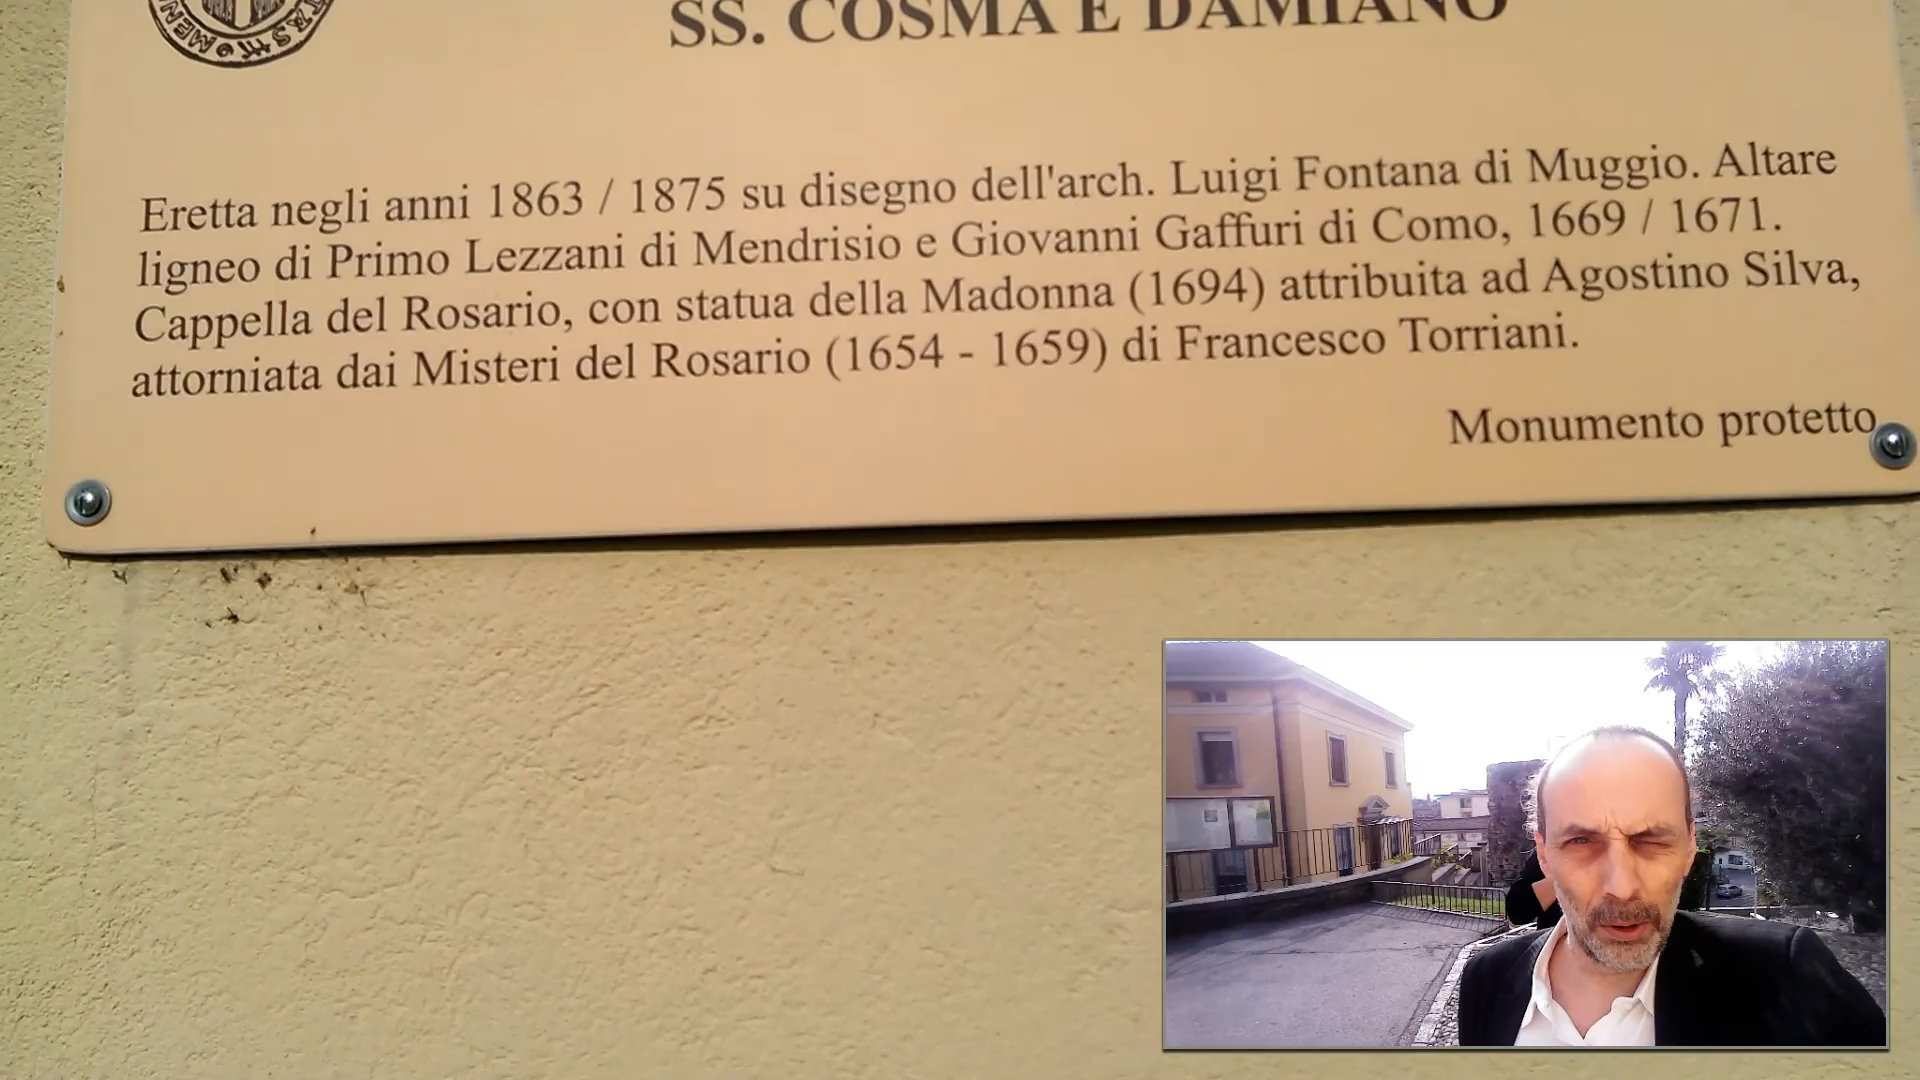 SS. COSMA E DAMIANO
Eretta negli anni 1863 / 1875 su disegno dell'arch. Luigi Fontana di Muggio. Altare
ligneo di Primo Lezzani di Mendrisio e Giovanni Gaffuri di Como, 1669 / 1671.
Cappella del Rosario, con statua della Madonna (1694) attribuita ad Agostino Silva,
attorniata dai Misteri del Rosario (1654 - 1659) di Francesco Torriani.
Monumento protetto